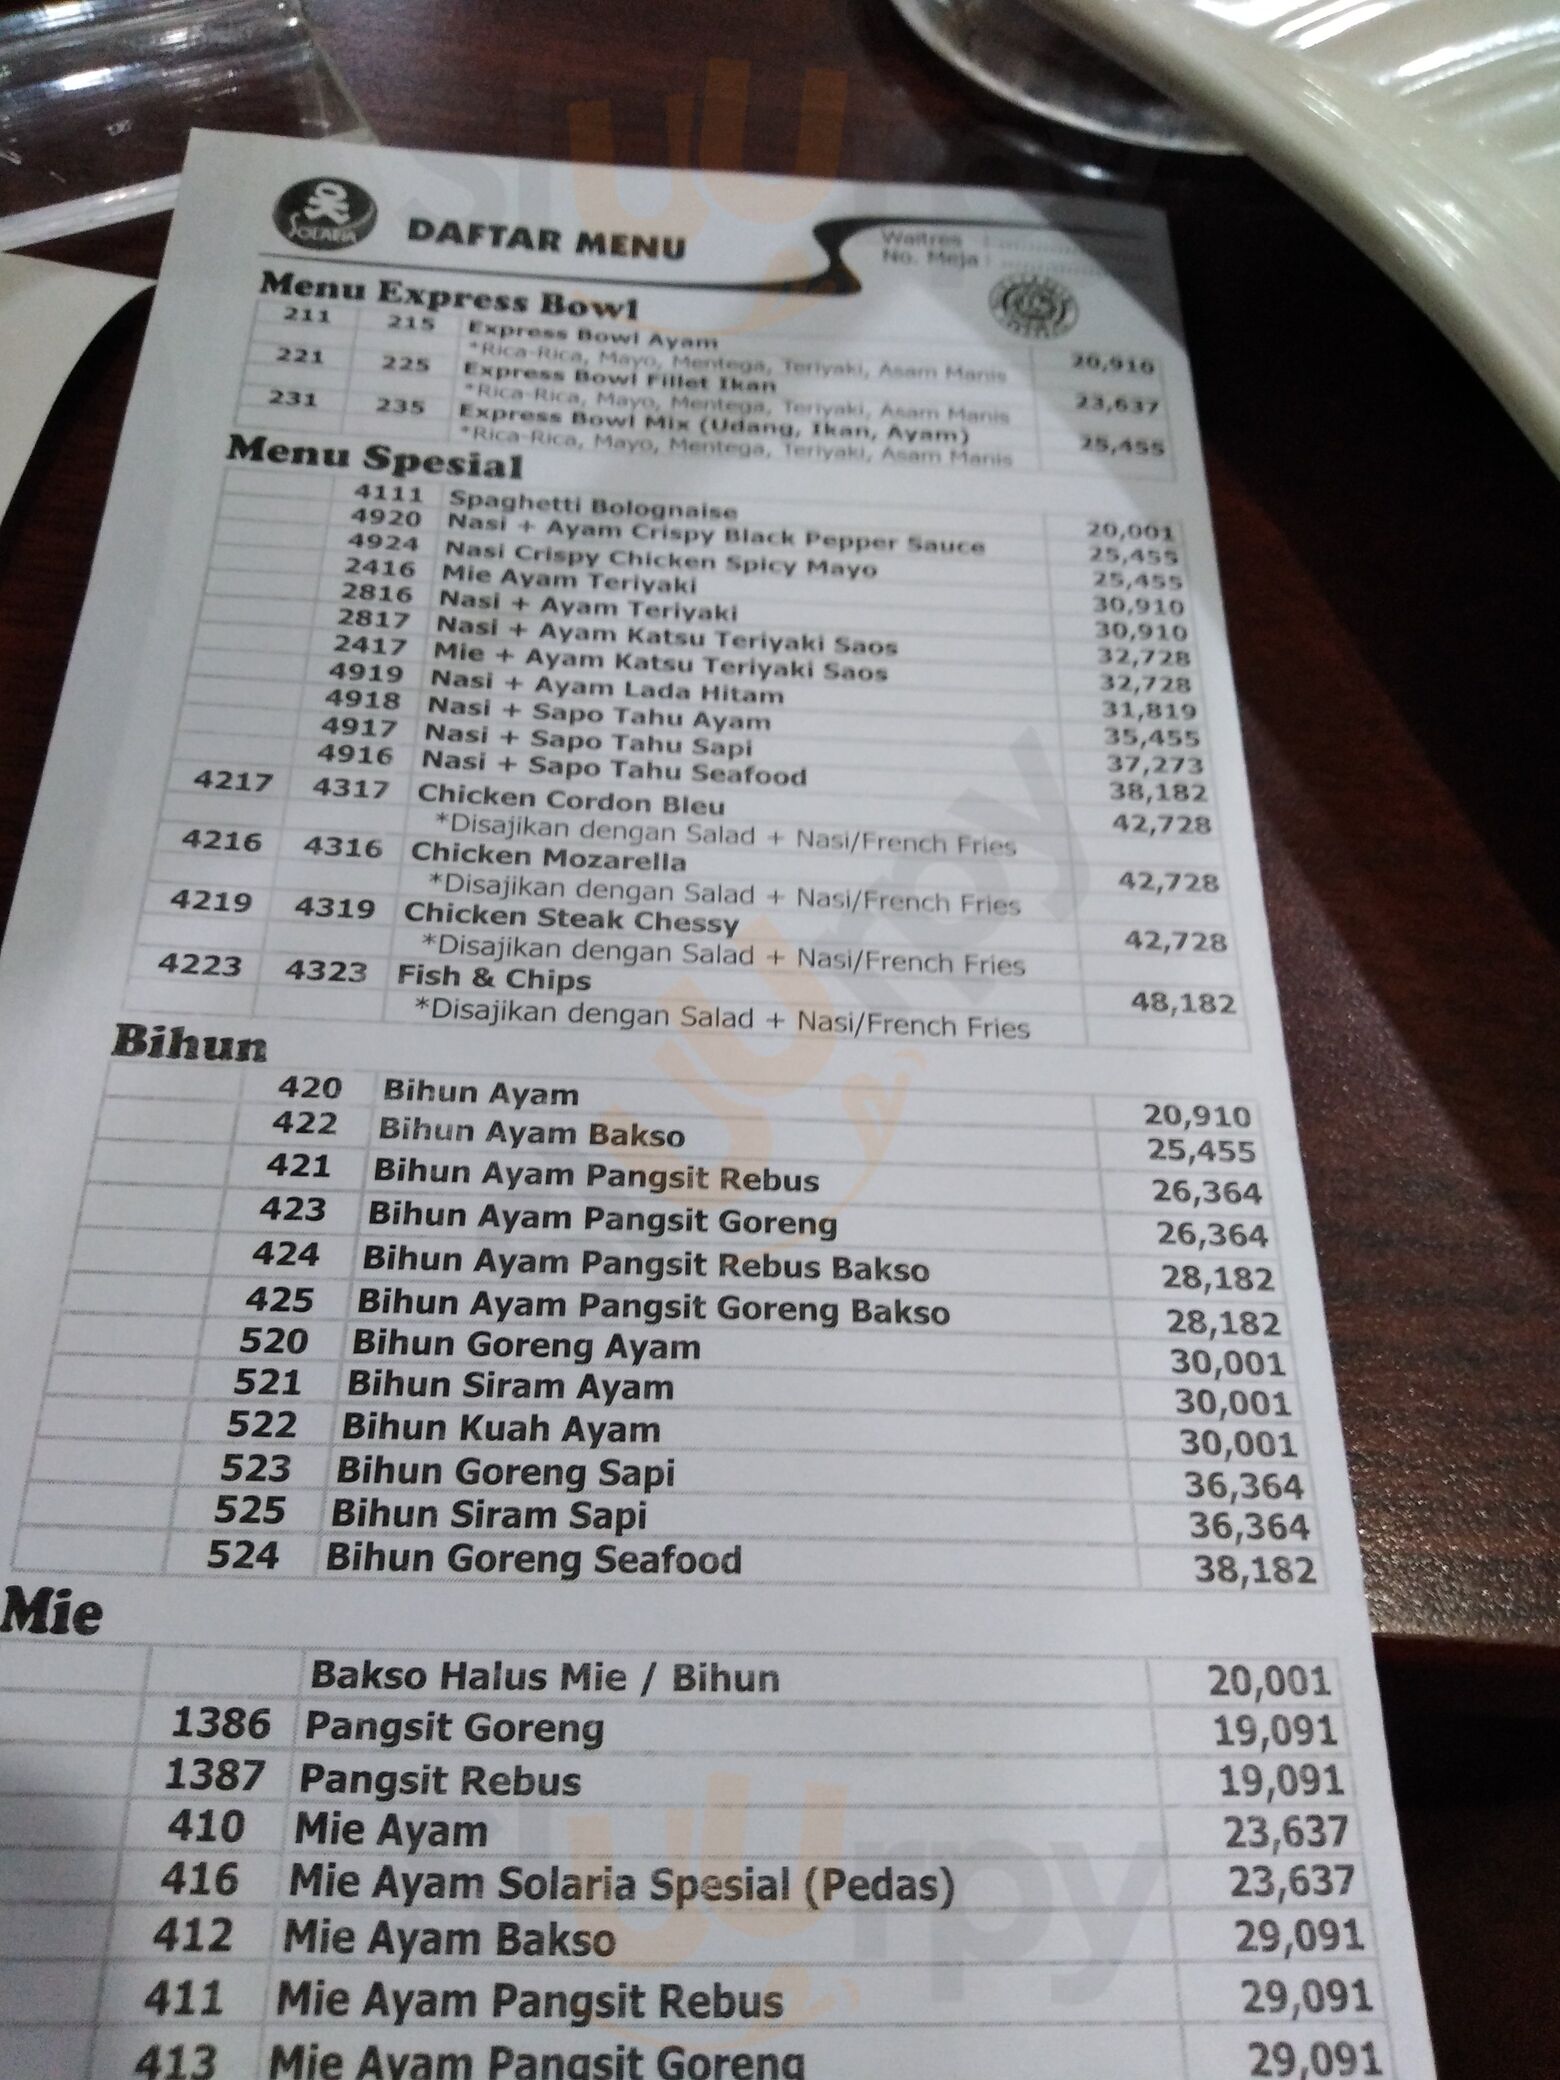 SOLARIA
DAFTAR MENU
Waitres :
No. Meja :
Menu Express Bowl
211 215 Express Bowl Ayam 20,910
*Rica-Rica, Mayo, Mentega, Teriyaki, Asam Manis
221 225 Express Bowl Fillet Ikan 23,637
*Rica-Rica, Mayo, Mentega, Teriyaki, Asam Manis
231 235 Express Bowl Mix (Udang, Ikan, Ayam) 25,455
*Rica-Rica, Mayo, Mentega, Teriyaki, Asam Manis
Menu Spesial
4111 Spaghetti Bolognaise 20,001
4920 Nasi + Ayam Crispy Black Pepper Sauce 25,455
4924 Nasi Crispy Chicken Spicy Mayo 25,455
2416 Mie Ayam Teriyaki 30,910
2816 Nasi + Ayam Teriyaki 30,910
2817 Nasi + Ayam Katsu Teriyaki Saos 32,728
2417 Mie + Ayam Katsu Teriyaki Saos 32,728
4919 Nasi + Ayam Lada Hitam 31,819
4918 Nasi + Sapo Tahu Ayam 35,455
4917 Nasi + Sapo Tahu Sapi 37,273
4916 Nasi + Sapo Tahu Seafood 38,182
4217 4317 Chicken Cordon Bleu 42,728
*Disajikan dengan Salad + Nasi/French Fries
4216 4316 Chicken Mozarella 42,728
*Disajikan dengan Salad + Nasi/French Fries
4219 4319 Chicken Steak Chessy 42,728
*Disajikan dengan Salad + Nasi/French Fries
4223 4323 Fish & Chips 48,182
*Disajikan dengan Salad + Nasi/French Fries
Bihun
420 Bihun Ayam 20,910
422 Bihun Ayam Bakso 25,455
421 Bihun Ayam Pangsit Rebus 26,364
423 Bihun Ayam Pangsit Goreng 26,364
424 Bihun Ayam Pangsit Rebus Bakso 28,182
425 Bihun Ayam Pangsit Goreng Bakso 28,182
520 Bihun Goreng Ayam 30,001
521 Bihun Siram Ayam 30,001
522 Bihun Kuah Ayam 30,001
523 Bihun Goreng Sapi 36,364
525 Bihun Siram Sapi 36,364
524 Bihun Goreng Seafood 38,182
Mie
Bakso Halus Mie / Bihun 20,001
1386 Pangsit Goreng 19,091
1387 Pangsit Rebus 19,091
410 Mie Ayam 23,637
416 Mie Ayam Solaria Spesial (Pedas) 23,637
412 Mie Ayam Bakso 29,091
411 Mie Ayam Pangsit Rebus 29,091
413 Mie Ayam Pangsit Goreng 29,091
sluurpy
sluurpy
sluurpy